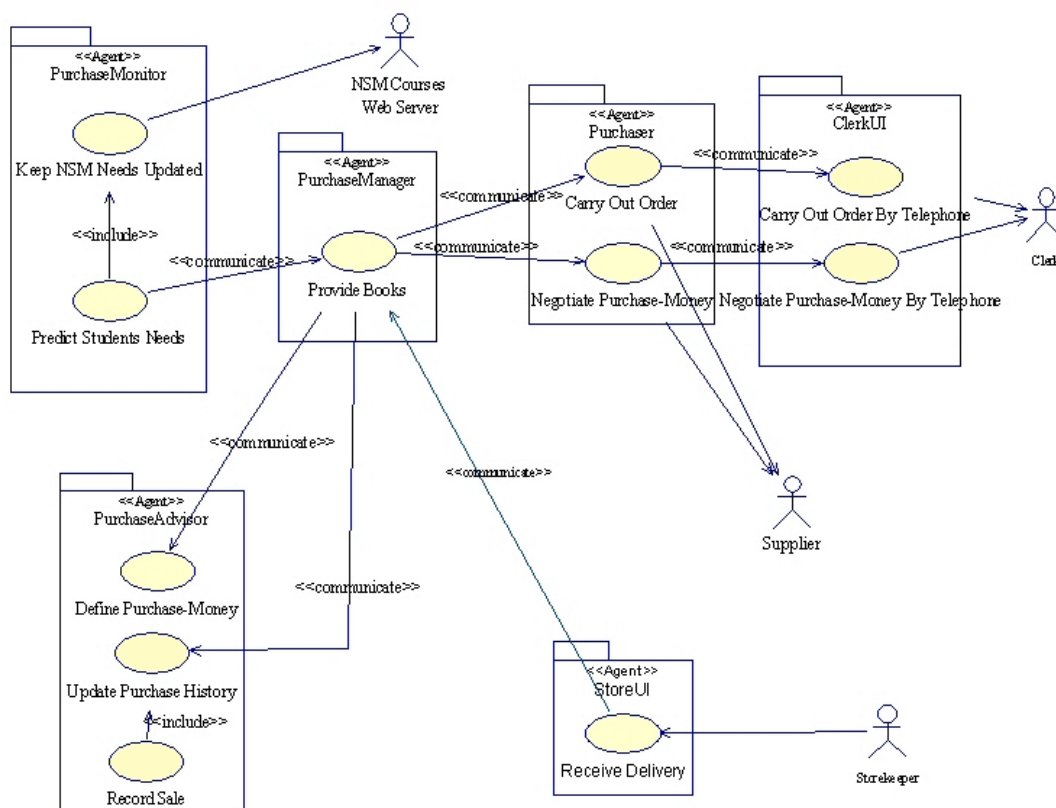 <<Agent>>
PurchaseMonitor
Keep NSM Needs Updated
<<include>>
Predict Students Needs
NSM Courses
Web Server
<<communicate>>
<<Agent>>
PurchaseManager
Provide Books
<<communicate>>
<<communicate>>
<<Agent>>
Purchaser
Carry Out Order
Negotiate Purchase-Money
<<communicate>>
<<communicate>>
<<Agent>>
ClerkUI
Carry Out Order By Telephone
Negotiate Purchase-Money By Telephone
Clerk
<<communicate>>
<<communicate>>
<<communicate>>
Supplier
<<Agent>>
PurchaseAdvisor
Define Purchase-Money
Update Purchase History
<<include>>
Record Sale
<<Agent>>
StoreUI
Receive Delivery
Storekeeper